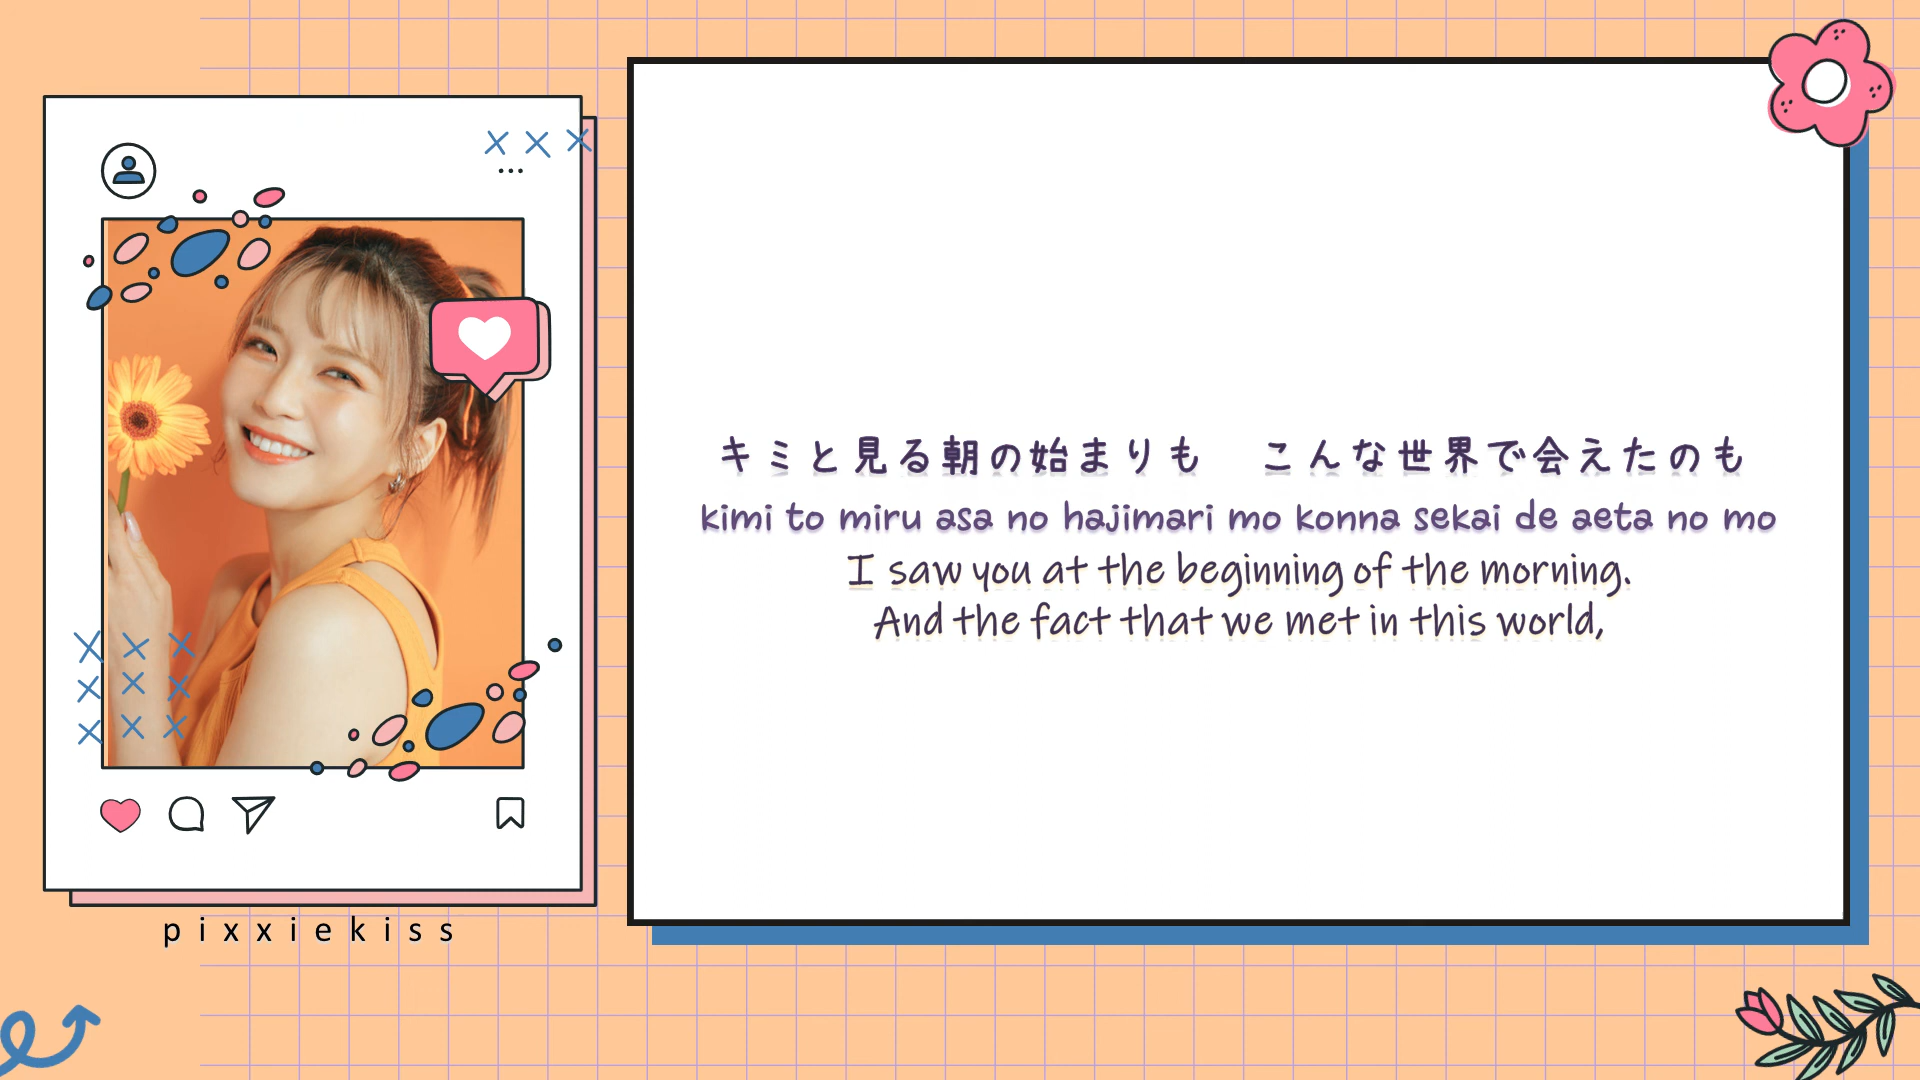 キミと見る朝の始まりも　こんな世界で会えたのも
kimi to miru asa no hajimari mo konna sekai de aeta no mo
I saw you at the beginning of the morning.
And the fact that we met in this world,
pixxiekiss